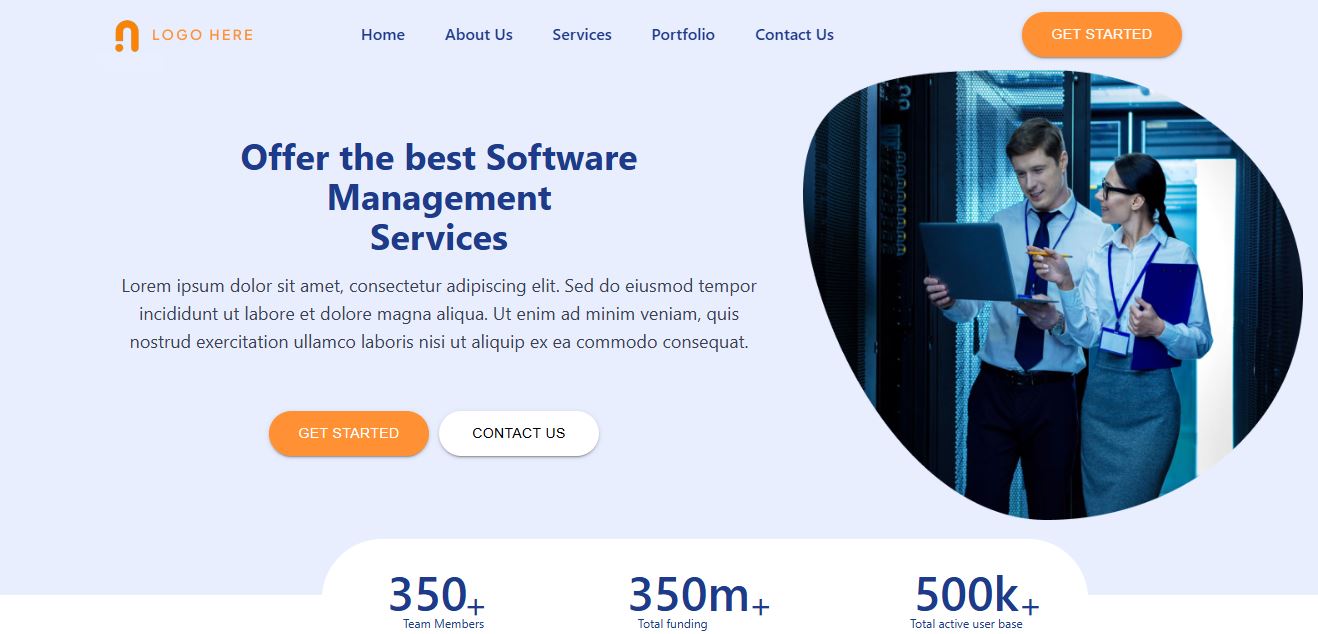 LOGO HERE
Home
About Us
Services
Portfolio
Contact Us
GET STARTED
Offer the best Software
Management
Services
Lorem ipsum dolor sit amet, consectetur adipiscing elit. Sed do eiusmod tempor
incididunt ut labore et dolore magna aliqua. Ut enim ad minim veniam, quis
nostrud exercitation ullamco laboris nisi ut aliquip ex ea commodo consequat.
GET STARTED
CONTACT US
350+
Team Members
350m+
Total funding
500k+
Total active user base